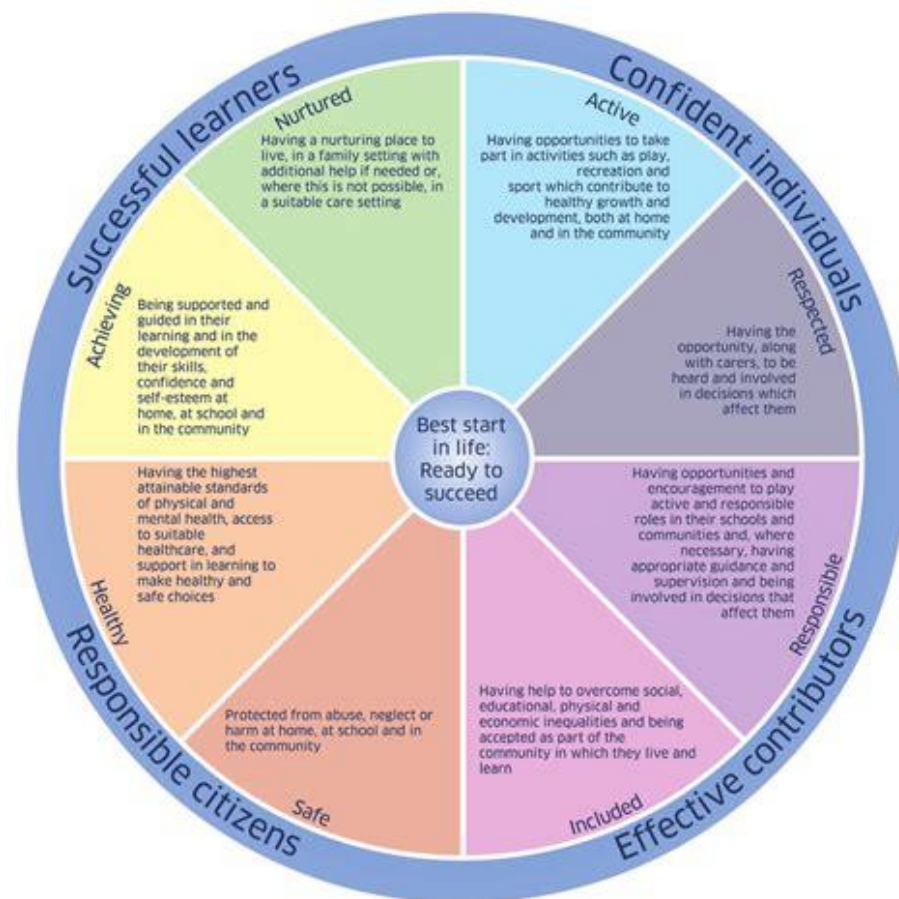 Successful learners
Confident individuals
Nurtured
Having a nurturing place to
live, in a family setting with
additional help if needed or,
where this is not possible, in
a suitable care setting
Active
Having opportunities to take
part in activities such as play,
recreation and
sport which contribute to
healthy growth and
development, both at home
and in the community
Achieving
Being supported and
guided in their
learning and in the
development of
their skills,
confidence and
self-esteem at
home, at school and
in the community
Respected
Having the
opportunity, along
with carers, to be
heard and involved
in decisions which
affect them
Best start
in life:
Ready to
succeed
Healthy
Having the highest
attainable standards
of physical and
mental health, access
to suitable
healthcare, and
support in learning to
make healthy and
safe choices
Responsible
Having opportunities and
encouragement to play
active and responsible
roles in their schools and
communities and, where
necessary, having
appropriate guidance and
supervision and being
involved in decisions that
affect them
Protected from abuse, neglect or
harm at home, at school and in
the community
Safe
Having help to overcome social,
educational, physical and
economic inequalities and being
accepted as part of the
community in which they live and
learn
Included
Responsible citizens
Effective contributors